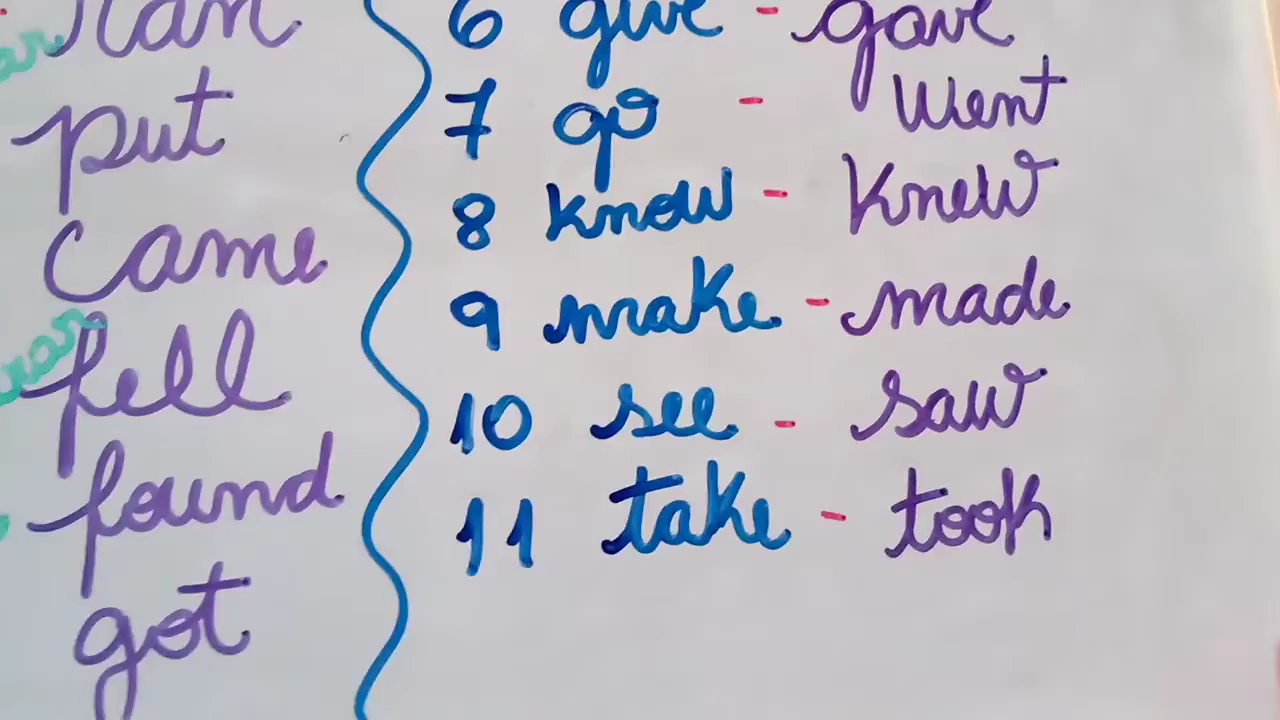 ran
put
came
fell
found
got
6 give - gave
7 go - went
8 know - knew
9 make - made
10 see - saw
11 take - took